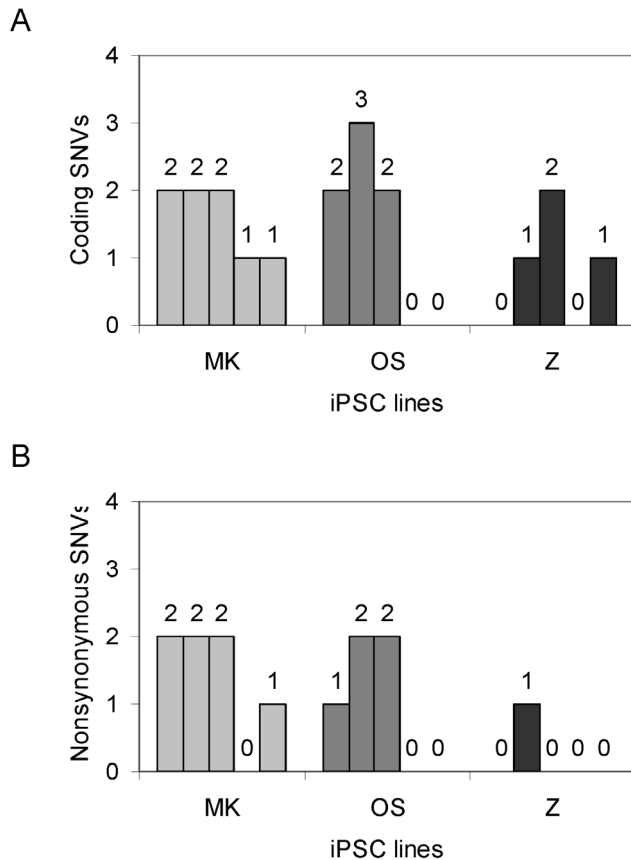 A
Coding SNVs
4
3
2
1
0
2 2 2 1 1
2 3 2 0 0
0 1 2 0 1
MK OS Z
iPSC lines
B
Nonsynonymous SNVs
4
3
2
1
0
2 2 2 0 1
1 2 2 0 0
0 1 0 0 0
MK OS Z
iPSC lines